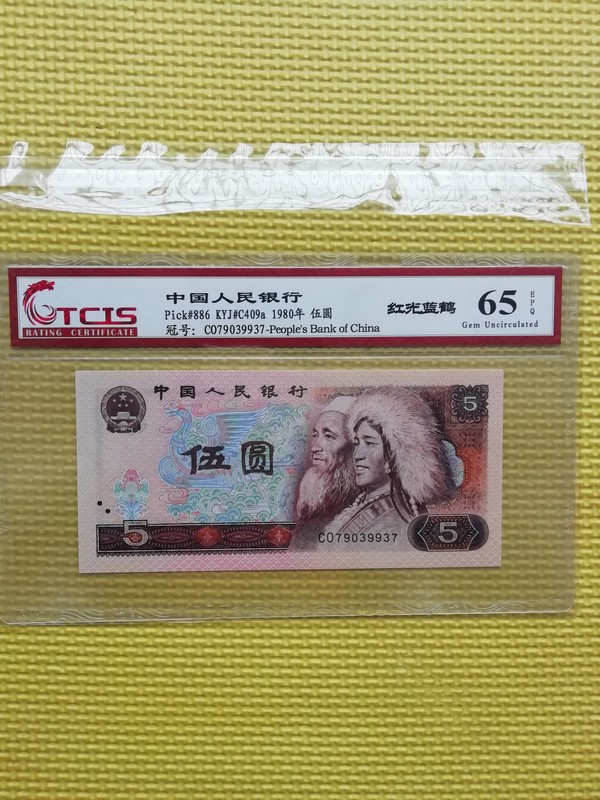 TCIS
RATING CERTIFICATE
中国人民银行
Pick#886 KYJ#C409a 1980年 伍圆
冠号: CO79039937-People's Bank of China
红光蓝鹤
65
EPQ
Gem Uncirculated
中国人民银行
5
伍圆
5
CO79039937
5